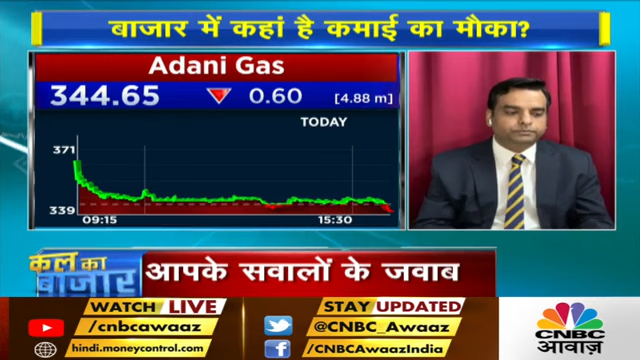 बाजार में कहां है कमाई का मौका?
Adani Gas
344.65 0.60 [4.88 m]
TODAY
371
339
09:15 15:30
कल का
बाजार
आपके सवालों के जवाब
WATCH LIVE
/cnbcawaaz
hindi.moneycontrol.com
STAY UPDATED
@CNBC_Awaaz
/CNBCAwaazIndia
CNBC
आवाज़